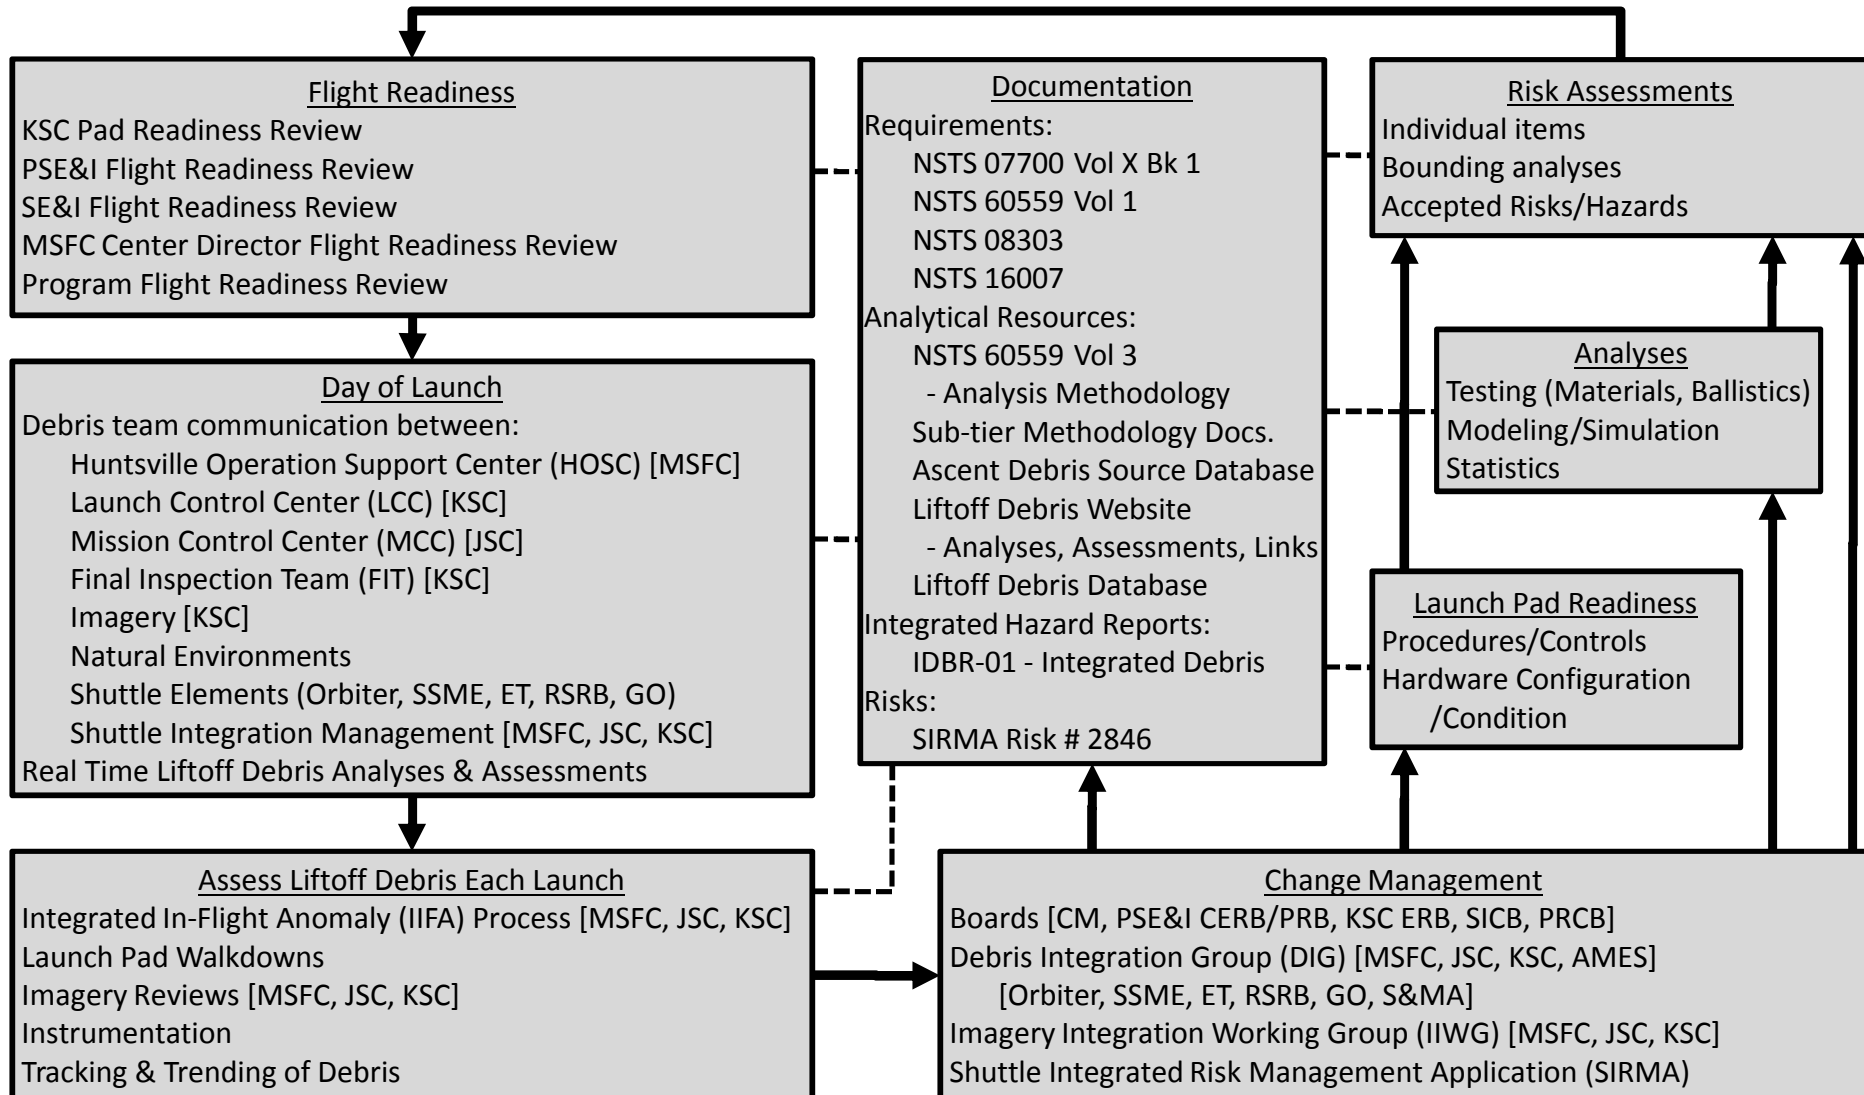 Flight Readiness
KSC Pad Readiness Review
PSE&I Flight Readiness Review
SE&I Flight Readiness Review
MSFC Center Director Flight Readiness Review
Program Flight Readiness Review
Day of Launch
Debris team communication between:
Huntsville Operation Support Center (HOSC) [MSFC]
Launch Control Center (LCC) [KSC]
Mission Control Center (MCC) [JSC]
Final Inspection Team (FIT) [KSC]
Imagery [KSC]
Natural Environments
Shuttle Elements (Orbiter, SSME, ET, RSRB, GO)
Shuttle Integration Management [MSFC, JSC, KSC]
Real Time Liftoff Debris Analyses & Assessments
Assess Liftoff Debris Each Launch
Integrated In-Flight Anomaly (IIFA) Process [MSFC, JSC, KSC]
Launch Pad Walkdowns
Imagery Reviews [MSFC, JSC, KSC]
Instrumentation
Tracking & Trending of Debris
Documentation
Requirements:
NSTS 07700 Vol X Bk 1
NSTS 60559 Vol 1
NSTS 08303
NSTS 16007
Analytical Resources:
NSTS 60559 Vol 3
- Analysis Methodology
Sub-tier Methodology Docs.
Ascent Debris Source Database
Liftoff Debris Website
- Analyses, Assessments, Links
Liftoff Debris Database
Integrated Hazard Reports:
IDBR-01 - Integrated Debris
Risks:
SIRMA Risk # 2846
Risk Assessments
Individual items
Bounding analyses
Accepted Risks/Hazards
Analyses
Testing (Materials, Ballistics)
Modeling/Simulation
Statistics
Launch Pad Readiness
Procedures/Controls
Hardware Configuration
/Condition
Change Management
Boards [CM, PSE&I CERB/PRB, KSC ERB, SICB, PRCB]
Debris Integration Group (DIG) [MSFC, JSC, KSC, AMES]
[Orbiter, SSME, ET, RSRB, GO, S&MA]
Imagery Integration Working Group (IIWG) [MSFC, JSC, KSC]
Shuttle Integrated Risk Management Application (SIRMA)